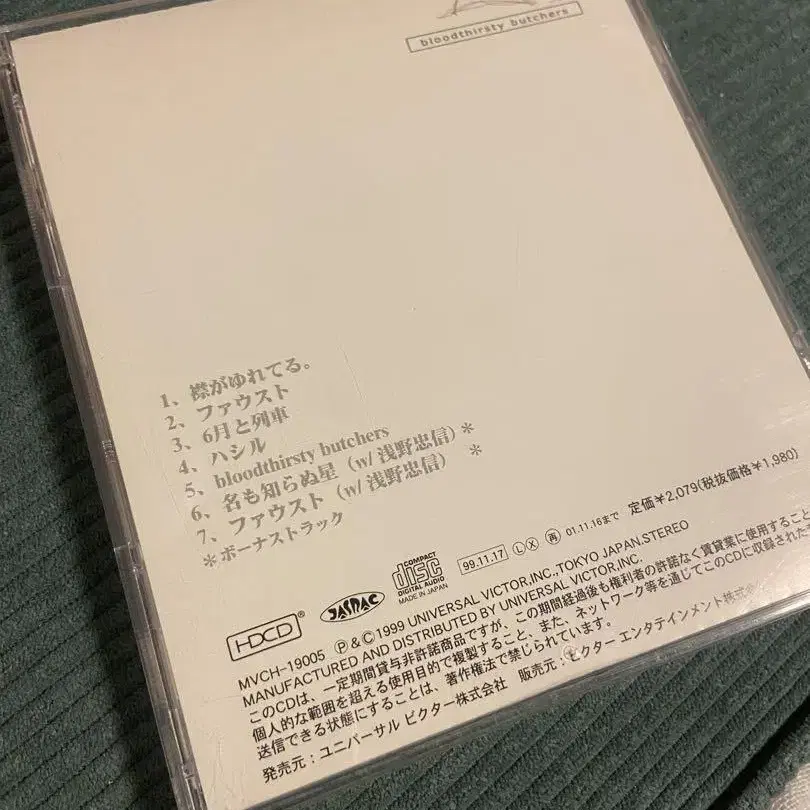 bloodthirsty butchers
1、襟がゆれてる。
2、ファウスト
3、6月と列車
4、ハシル
5、bloodthirsty butchers
6、名も知らぬ星（w/ 浅野忠信）＊
7、ファウスト（w/ 浅野忠信）　＊
＊ボーナストラック
HDCD®
JASRAC
COMPACT disc DIGITAL AUDIO
MADE IN JAPAN
99.11.17 Ⓛ Ⓧ ㊢ 01.11.16まで 定価￥2,079(税抜価格￥1,980)
MVCH-19005 Ⓟ&Ⓒ 1999 UNIVERSAL VICTOR,INC.,TOKYO JAPAN.STEREO
MANUFACTURED AND DISTRIBUTED BY UNIVERSAL VICTOR,INC.
このCDは、一定期間貸与非許諾商品ですが、この期間経過後も権利者の許諾なく賃貸業に使用すること
個人的な範囲を超える使用目的で複製すること、また、ネットワーク等を通じてこのCDに収録された
送信できる状態にすることは、著作権法で禁じられています。
発売元：ユニバーサル ビクター株式会社　販売元：ビクター エンタテインメント株式会